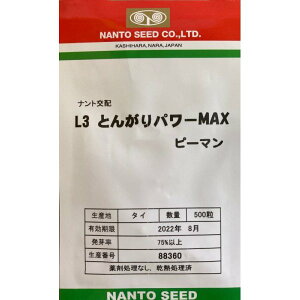 NANTO SEED CO.,LTD.
KASHIHARA,NARA,JAPAN
ナント交配
L3 とんがりパワーMAX
ピーマン
生産地 タイ 数量 500粒
有効期限 2022年 8月
発芽率 75%以上
生産番号 88360
薬剤処理なし、乾熱処理済
NANTO SEED